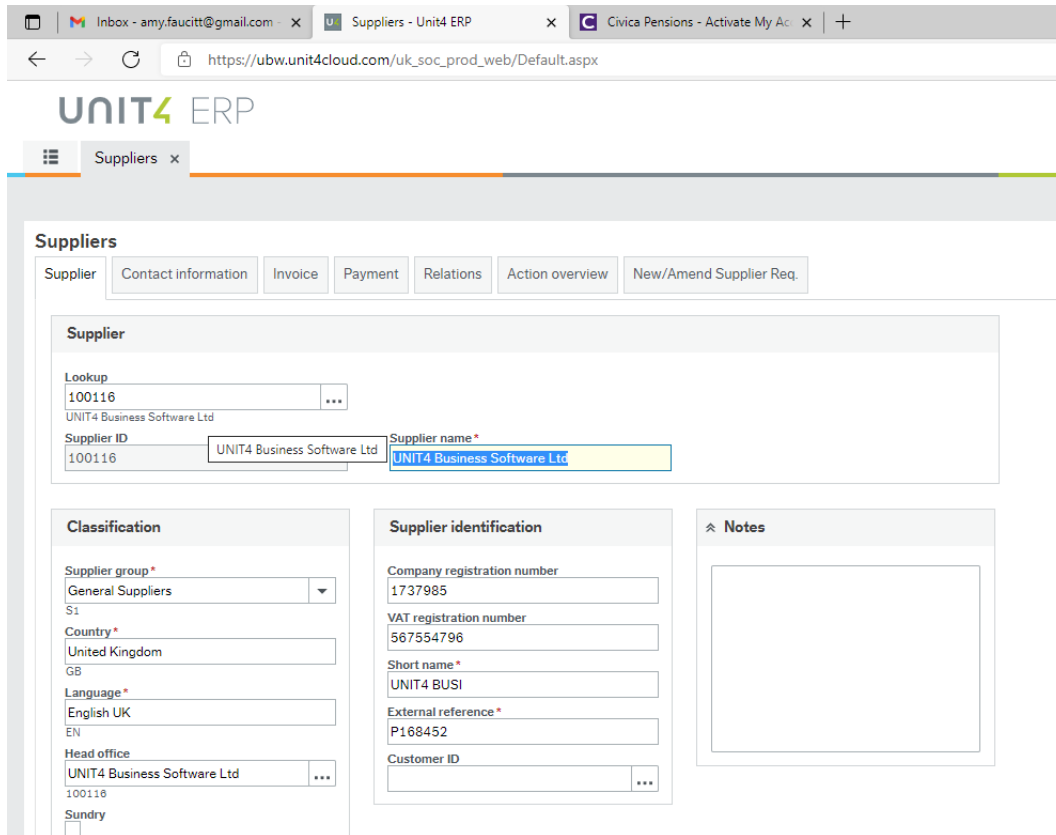 Inbox - amy.faucitt@gmail.com -
U4 Suppliers - Unit4 ERP
C Civica Pensions - Activate My Ac
https://ubw.unit4cloud.com/uk_soc_prod_web/Default.aspx
UNIT4 ERP
Suppliers ×
Suppliers
Supplier Contact information Invoice Payment Relations Action overview New/Amend Supplier Req.
Supplier
Lookup
100116 ...
UNIT4 Business Software Ltd
Supplier ID Supplier name*
100116 UNIT4 Business Software Ltd UNIT4 Business Software Ltd
Classification
Supplier group*
General Suppliers
S1
Country*
United Kingdom
GB
Language*
English UK
EN
Head office
UNIT4 Business Software Ltd ...
100116
Sundry
Supplier identification
Company registration number
1737985
VAT registration number
567554796
Short name*
UNIT4 BUSI
External reference*
P168452
Customer ID
...
Notes